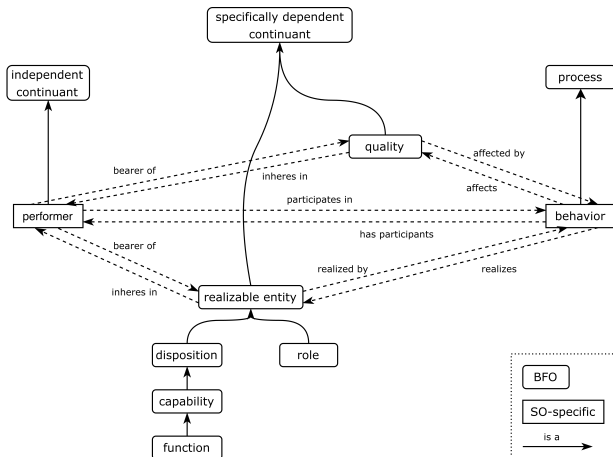 specifically dependent
continuant
independent
continuant
process
quality
bearer of
affected by
inheres in
affects
performer
participates in
behavior
has participants
bearer of
realized by
inheres in
realizes
realizable entity
disposition
role
capability
function
BFO
SO-specific
is a